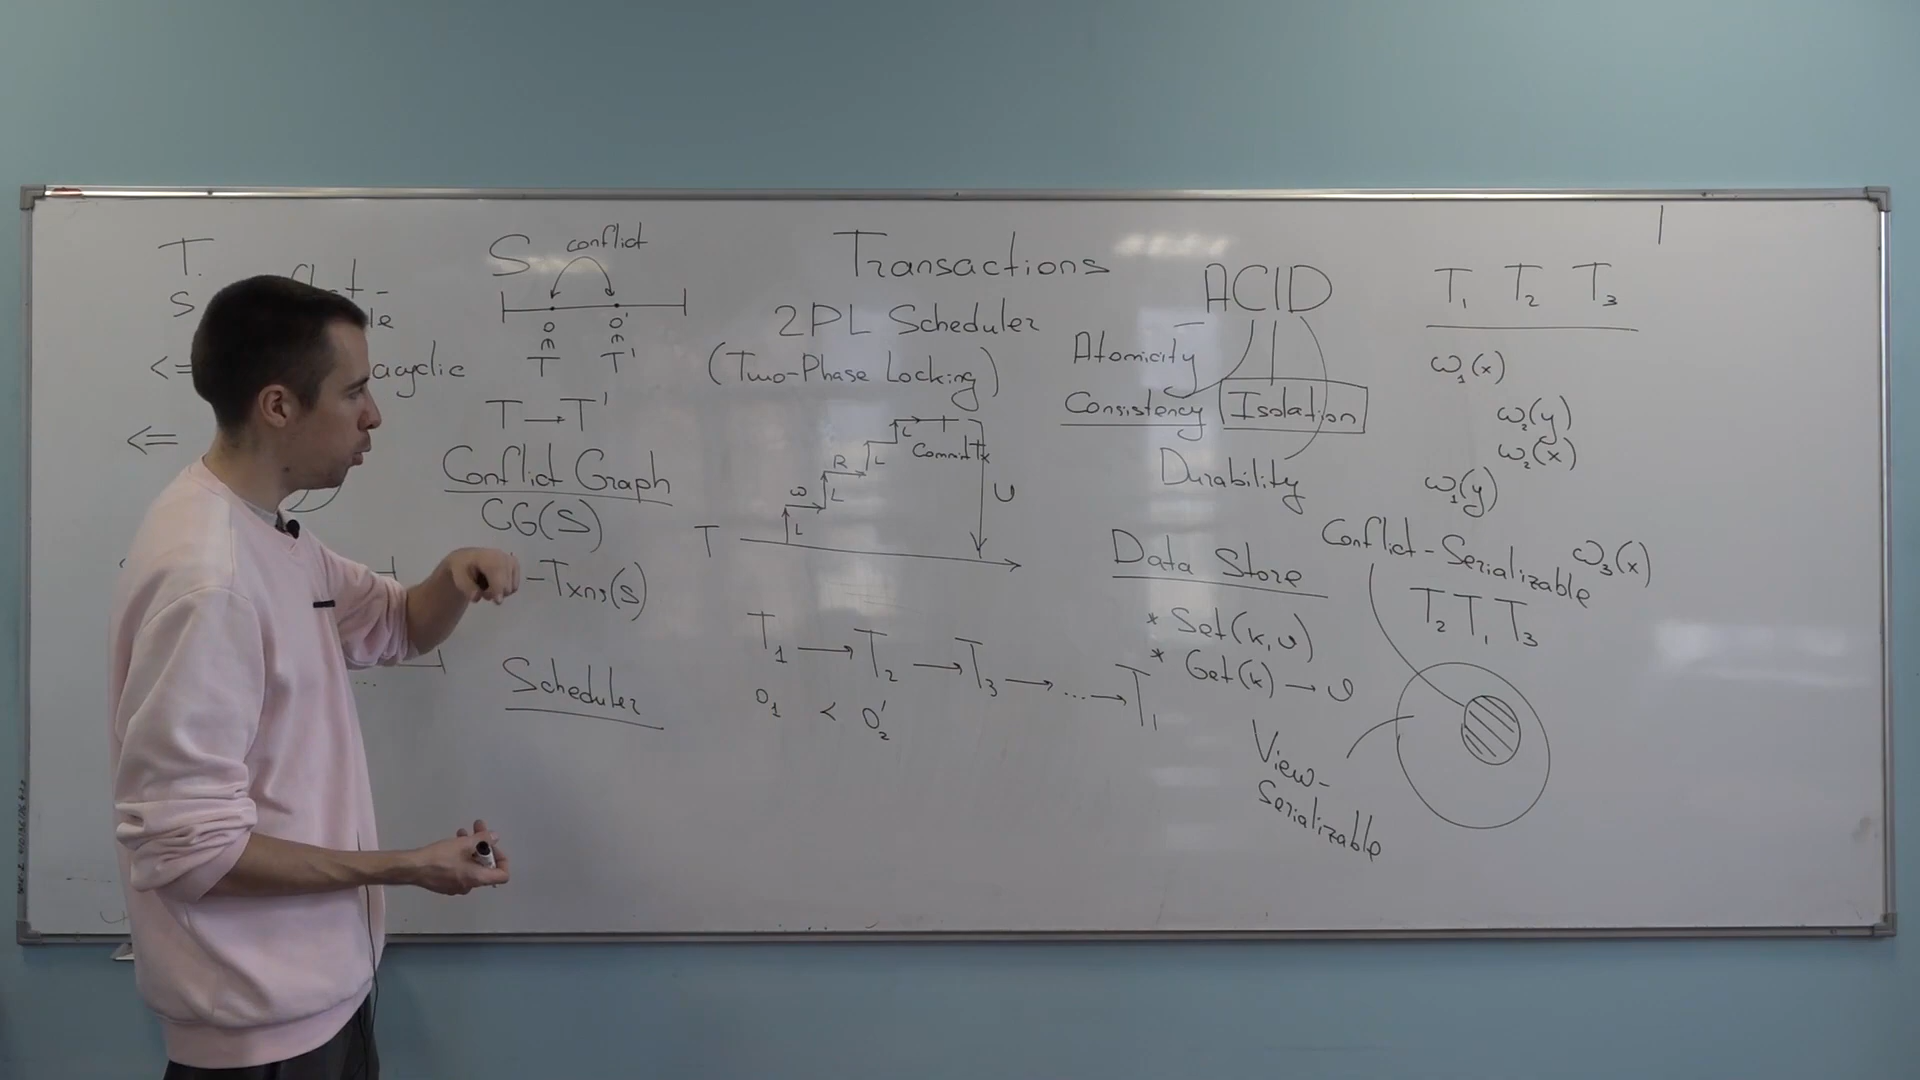 T.
S
acyclic
<=
S conflict
O O'
∈ ∈
T T'
T → T'
Conflict Graph
CG(S)
-Txns(S)
Scheduler
Transactions
2PL Scheduler
(Two-Phase Locking)
T
L W L R L L Commit Tx U
T₁ → T₂ → T₃ → ... → T₁
O₁ < O₂'
ACID
Atomicity
Consistency Isolation
Durability
Data Store
* Set(k,v)
* Get(k) → v
T₁ T₂ T₃
w₁(x)
w₂(y)
w₂(x)
w₁(y)
w₃(x)
Conflict-Serializable
T₂ T₁ T₃
View-
Serializable